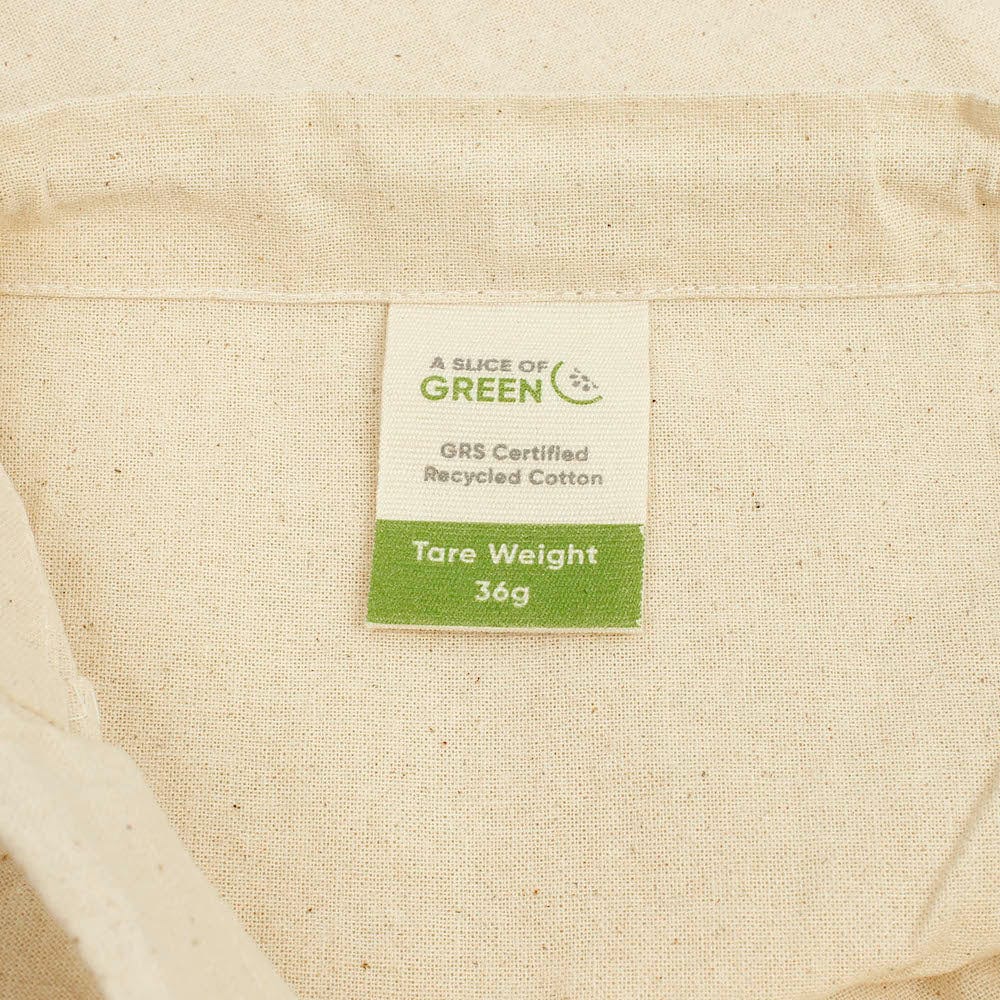 A SLICE OF
GREEN
GRS Certified
Recycled Cotton
Tare Weight
36g